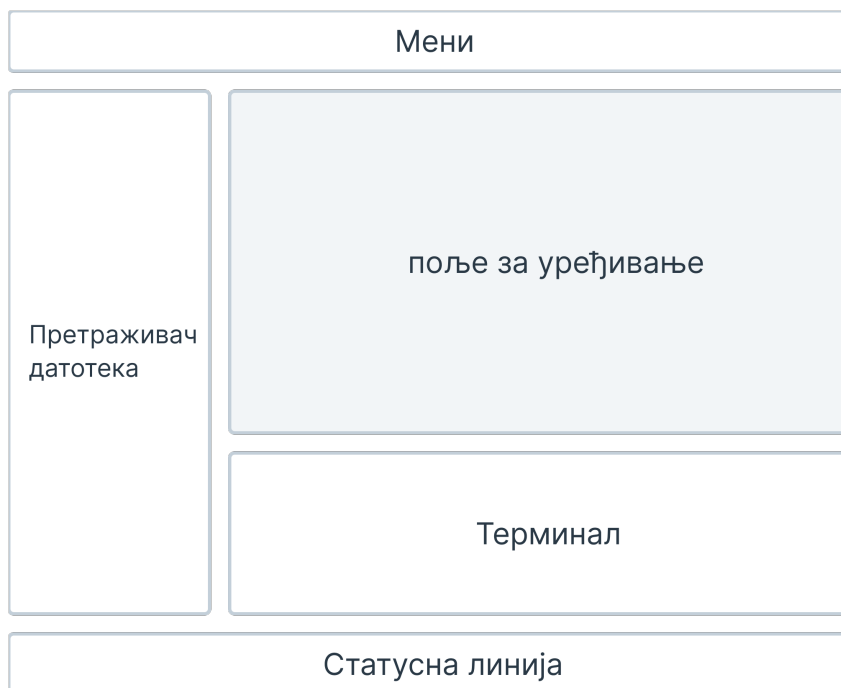 Мени
поље за уређивање
Претраживач
датотека
Терминал
Статусна линија